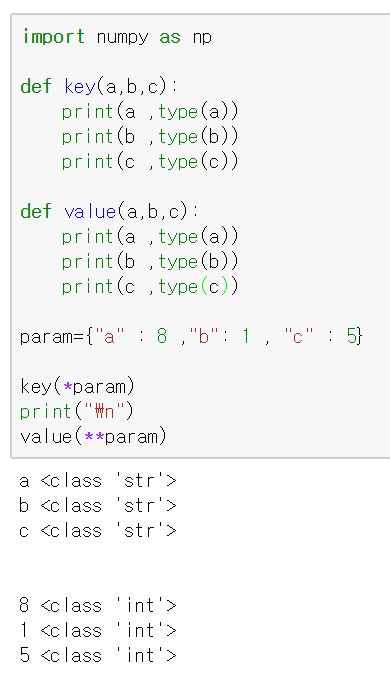 import numpy as np
def key(a,b,c):
print(a ,type(a))
print(b ,type(b))
print(c ,type(c))
def value(a,b,c):
print(a ,type(a))
print(b ,type(b))
print(c ,type(c))
param={"a" : 8 ,"b": 1 , "c" : 5}
key(*param)
print("₩n")
value(**param)
a <class 'str'>
b <class 'str'>
c <class 'str'>
8 <class 'int'>
1 <class 'int'>
5 <class 'int'>